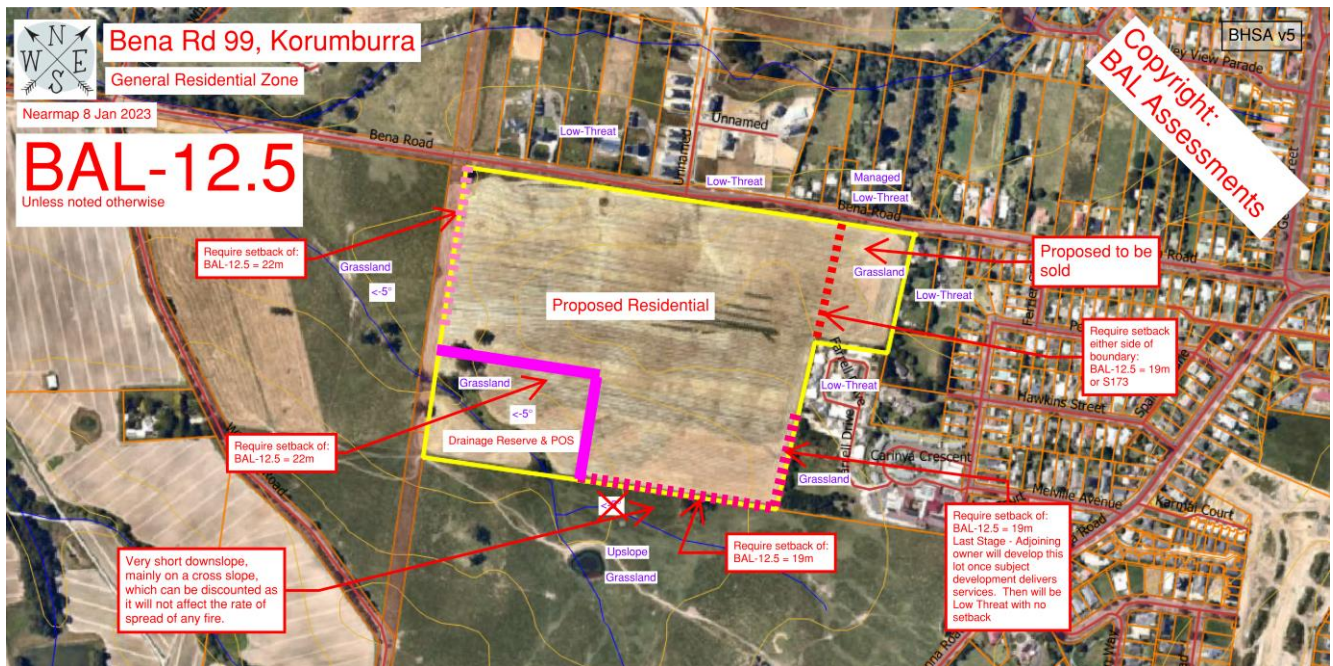 N
W E
S
Bena Rd 99, Korumburra
General Residential Zone
Nearmap 8 Jan 2023
BAL-12.5
Unless noted otherwise
BHSA v5
Copyright:
BAL Assessments
ley View Parade
Bena Road
Low-Threat
Unnamed
Unnamed
Low-Threat
Managed
Low-Threat
Bena Road
Require setback of:
BAL-12.5 = 22m
Grassland
<-5°
Proposed Residential
Grassland
Proposed to be
sold
Low-Threat
Require setback
either side of
boundary:
BAL-12.5 = 19m
or S173
Low-Threat
Hawkins Street
Grassland
<-5°
Drainage Reserve & POS
Require setback of:
BAL-12.5 = 22m
Carinya Crescent
Grassland
Melville Avenue
Karmai Court
Very short downslope,
mainly on a cross slope,
which can be discounted as
it will not affect the rate of
spread of any fire.
Upslope
Grassland
Require setback of:
BAL-12.5 = 19m
Require setback of:
BAL-12.5 = 19m
Last Stage - Adjoining
owner will develop this
lot once subject
development delivers
services. Then will be
Low Threat with no
setback